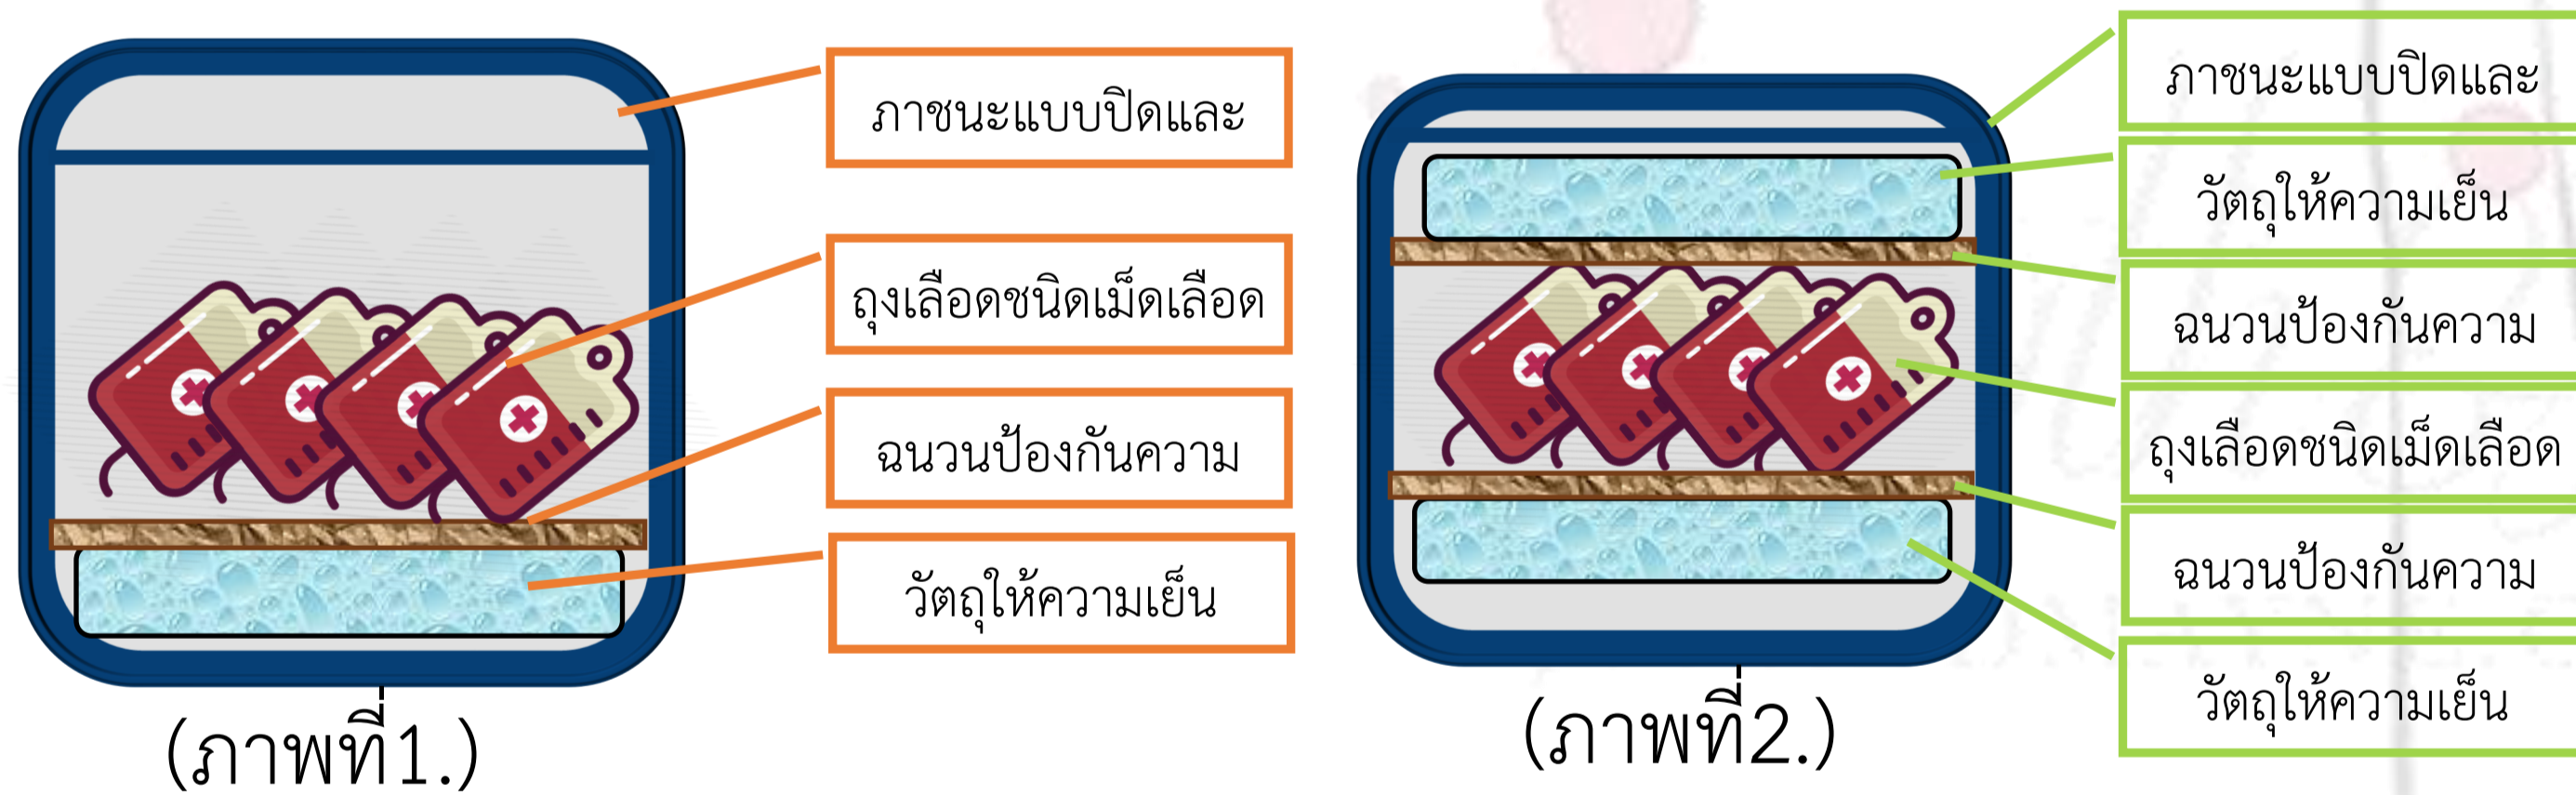 ภาชนะแบบปิดและ
ถุงเลือดชนิดเม็ดเลือด
ฉนวนป้องกันความ
วัตถุให้ความเย็น
(ภาพที่1.)
ภาชนะแบบปิดและ
วัตถุให้ความเย็น
ฉนวนป้องกันความ
ถุงเลือดชนิดเม็ดเลือด
ฉนวนป้องกันความ
วัตถุให้ความเย็น
(ภาพที่2.)